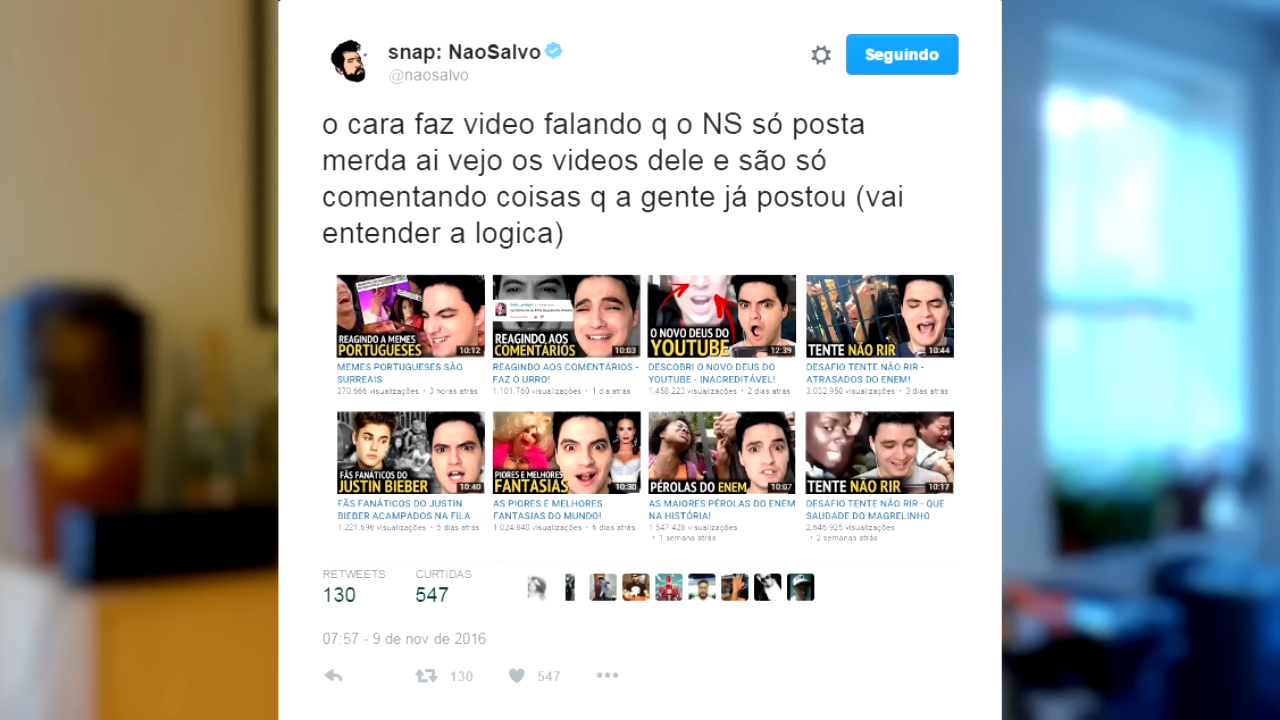 snap: NaoSalvo
@naosalvo
Seguindo
o cara faz video falando q o NS só posta
merda ai vejo os videos dele e são só
comentando coisas q a gente já postou (vai
entender a logica)
REAGINDO A MEMES
PORTUGUESES
10:12
REAGINDO AOS
COMENTÁRIOS
10:03
O NOVO DEUS DO
YOUTUBE
12:39
TENTE NÃO RIR
10:44
MEMES PORTUGUESES SÃO
SURREAIS
370.666 visualizações • 3 horas atrás
REAGINDO AOS COMENTÁRIOS -
FAZ O URRO!
1.101.760 visualizações • 1 dia atrás
DESCOBRI O NOVO DEUS DO
YOUTUBE - INACREDITÁVEL!
1.458.223 visualizações • 2 dias atrás
DESAFIO TENTE NÃO RIR -
ATRASADOS DO ENEM!
3.032.950 visualizações • 3 dias atrás
FÃS FANÁTICOS DO
JUSTIN BIEBER
10:40
PIORES E MELHORES
FANTASIAS
10:30
PÉROLAS DO ENEM
10:07
TENTE NÃO RIR
10:17
FÃS FANÁTICOS DO JUSTIN
BIEBER ACAMPADOS NA FILA
1.221.696 visualizações • 5 dias atrás
AS PIORES E MELHORES
FANTASIAS DO MUNDO!
1.024.840 visualizações • 6 dias atrás
AS MAIORES PÉROLAS DO ENEM
NA HISTÓRIA!
1.547.428 visualizações
• 1 semana atrás
DESAFIO TENTE NÃO RIR - QUE
SAUDADE DO MAGRELINHO
2.646.925 visualizações
• 2 semanas atrás
RETWEETS
130
CURTIDAS
547
07:57 - 9 de nov de 2016
130
547